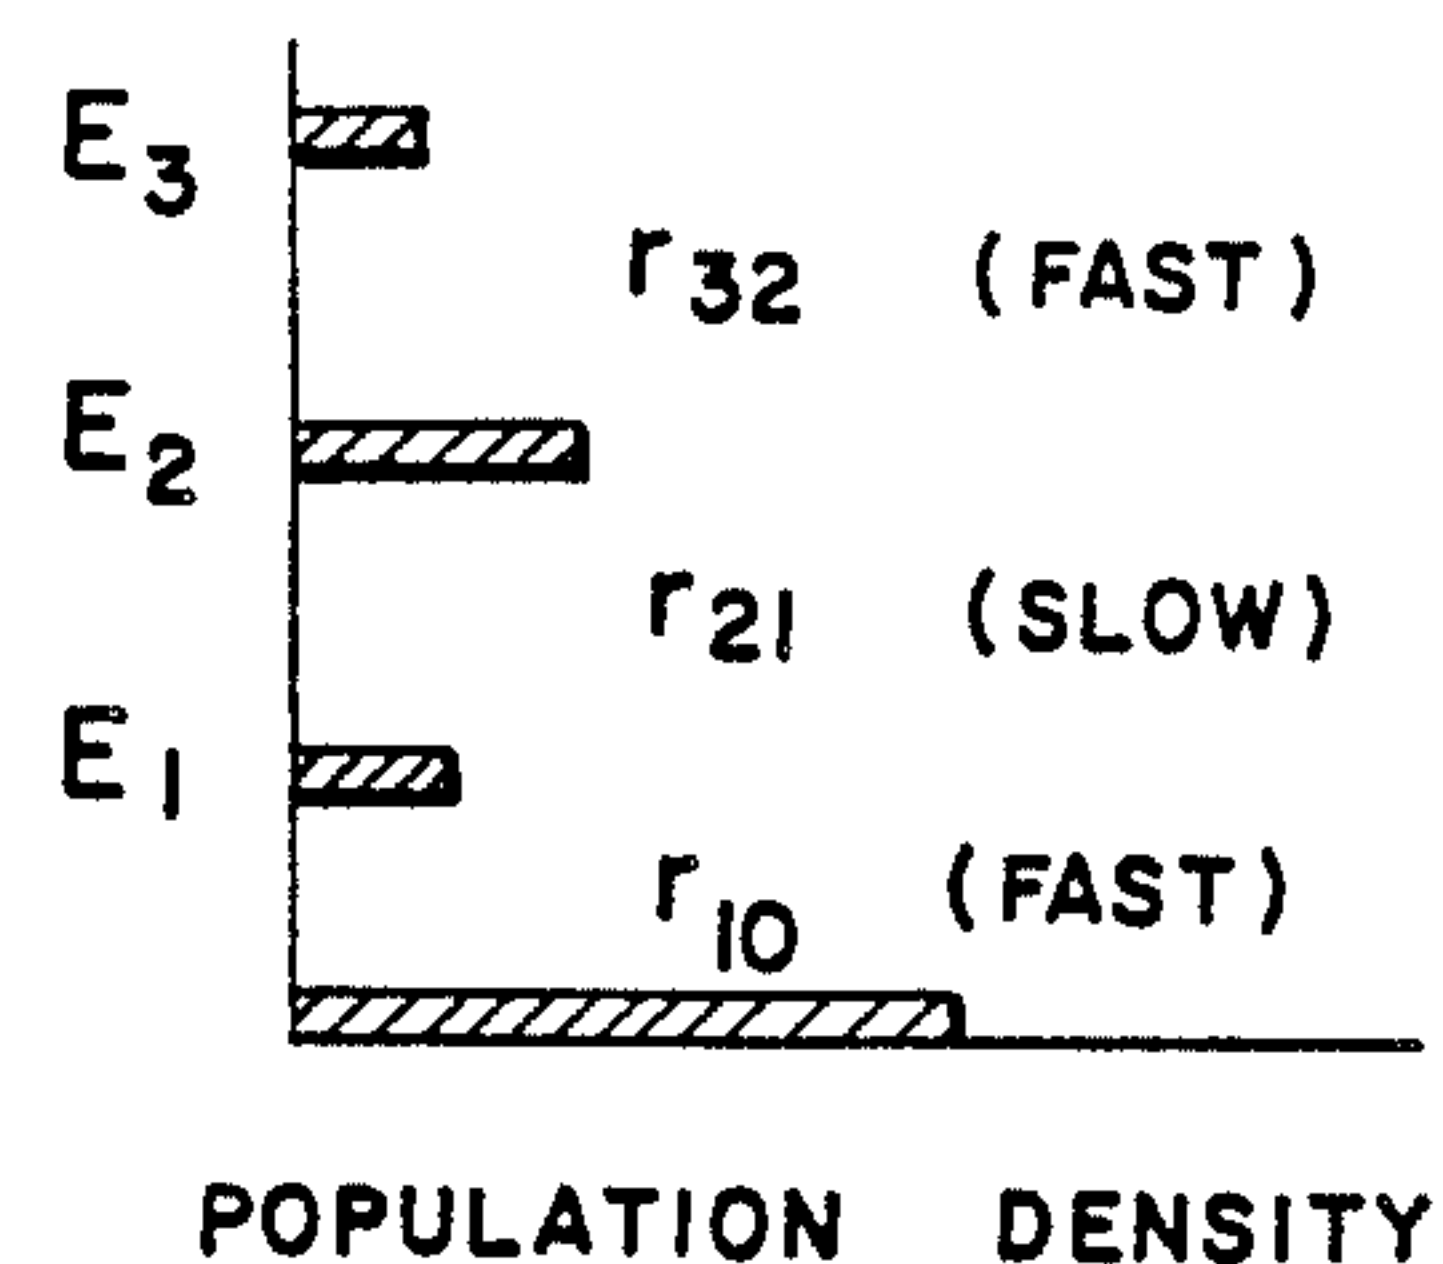 E3
r32 (FAST)
E2
r21 (SLOW)
E1
r10 (FAST)
POPULATION DENSITY